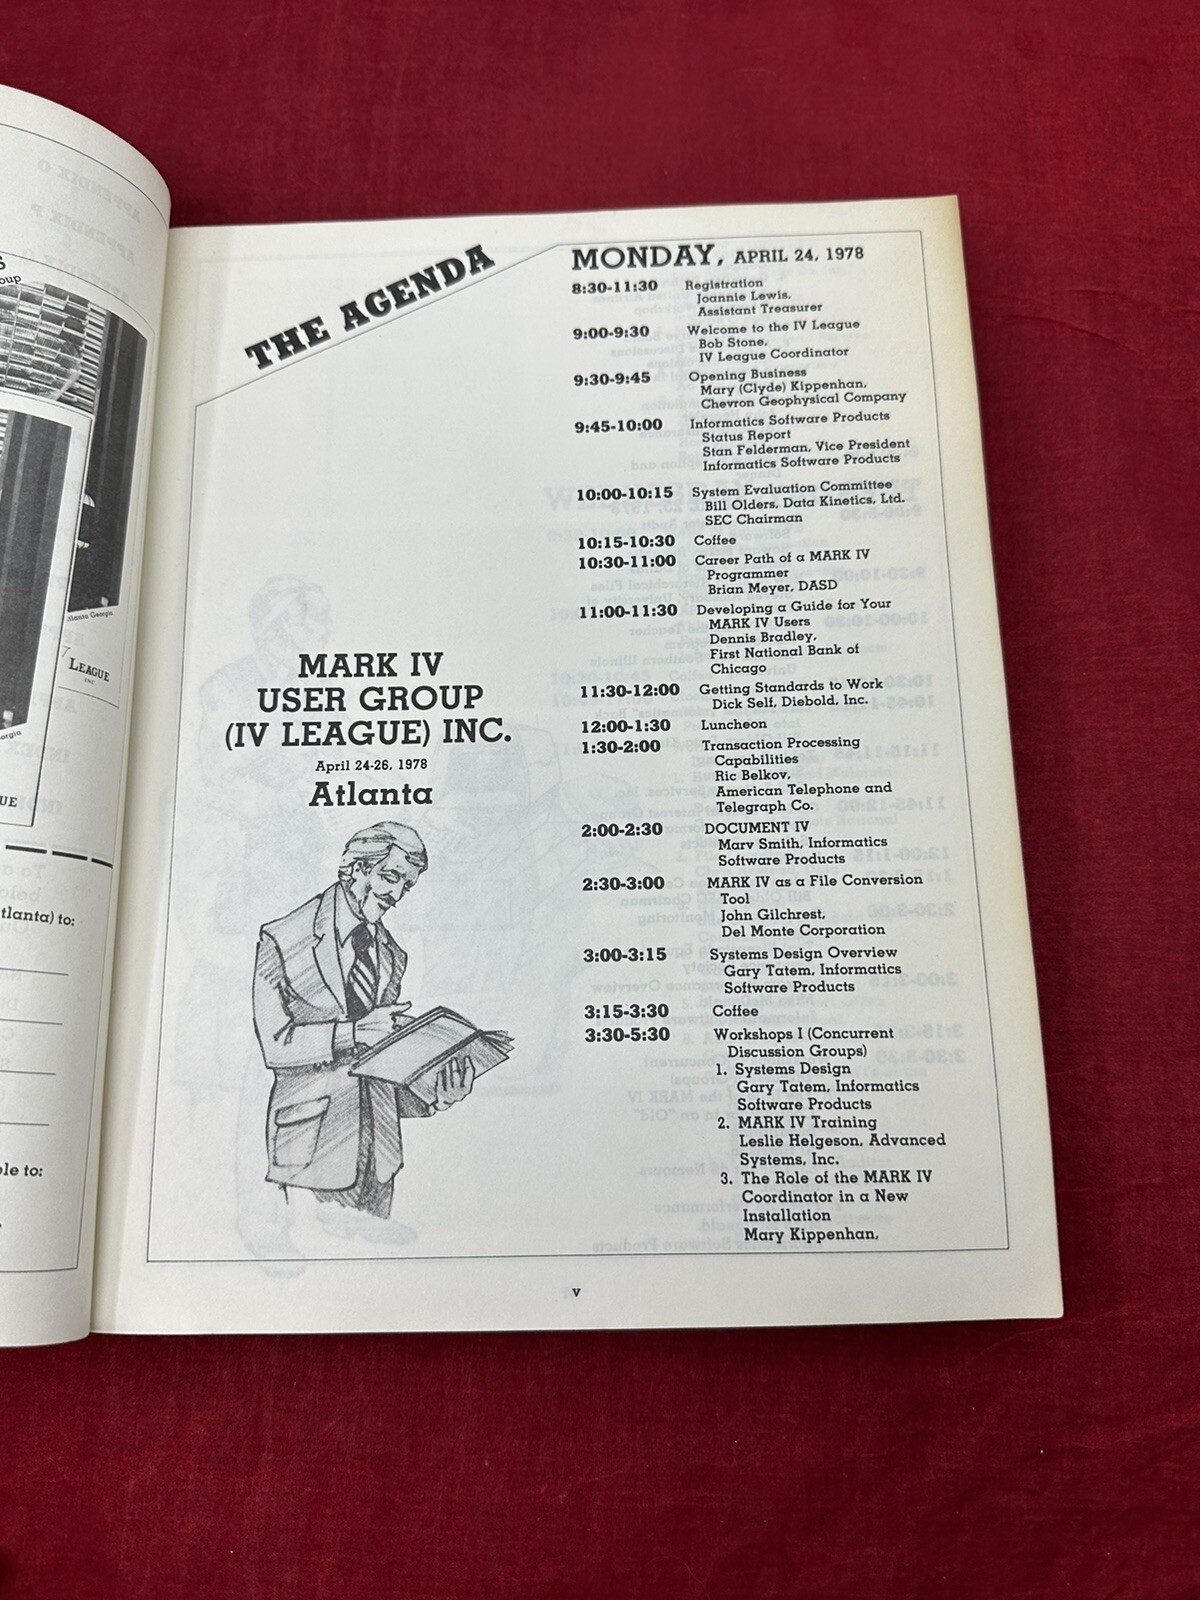 oup
Atlanta Georgia
LEAGUE
INC.
orgia
UE
tlanta) to:
le to:
THE AGENDA
MARK IV
USER GROUP
(IV LEAGUE) INC.
April 24-26, 1978
Atlanta
MONDAY, APRIL 24, 1978
8:30-11:30 Registration
Joannie Lewis,
Assistant Treasurer
9:00-9:30 Welcome to the IV League
Bob Stone,
IV League Coordinator
9:30-9:45 Opening Business
Mary (Clyde) Kippenhan,
Chevron Geophysical Company
9:45-10:00 Informatics Software Products
Status Report
Stan Felderman, Vice President
Informatics Software Products
10:00-10:15 System Evaluation Committee
Bill Olders, Data Kinetics, Ltd.
SEC Chairman
10:15-10:30 Coffee
10:30-11:00 Career Path of a MARK IV
Programmer
Brian Meyer, DASD
11:00-11:30 Developing a Guide for Your
MARK IV Users
Dennis Bradley,
First National Bank of
Chicago
11:30-12:00 Getting Standards to Work
Dick Self, Diebold, Inc.
12:00-1:30 Luncheon
1:30-2:00 Transaction Processing
Capabilities
Ric Belkov,
American Telephone and
Telegraph Co.
2:00-2:30 DOCUMENT IV
Marv Smith, Informatics
Software Products
2:30-3:00 MARK IV as a File Conversion
Tool
John Gilchrest,
Del Monte Corporation
3:00-3:15 Systems Design Overview
Gary Tatem, Informatics
Software Products
3:15-3:30 Coffee
3:30-5:30 Workshops I (Concurrent
Discussion Groups)
1. Systems Design
Gary Tatem, Informatics
Software Products
2. MARK IV Training
Leslie Helgeson, Advanced
Systems, Inc.
3. The Role of the MARK IV
Coordinator in a New
Installation
Mary Kippenhan,
v